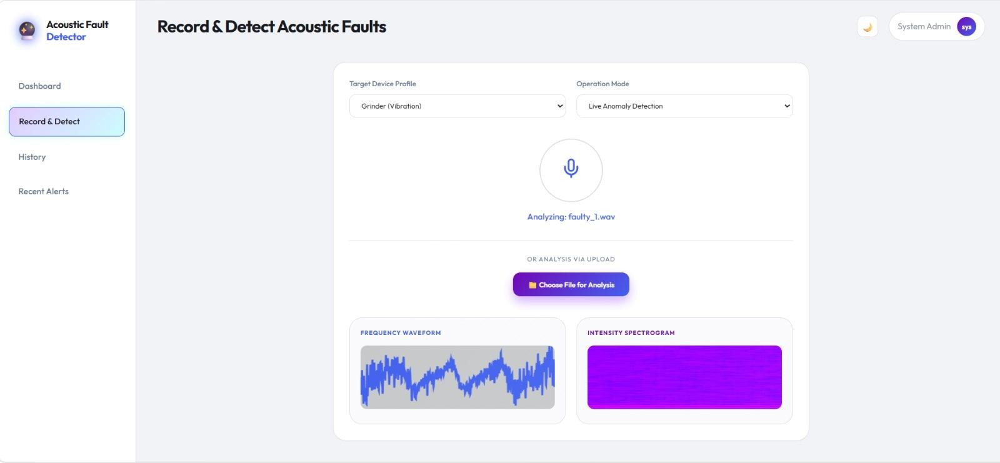 Acoustic Fault
Detector
Dashboard
Record & Detect
History
Recent Alerts
Record & Detect Acoustic Faults
System Admin
sys
Target Device Profile
Grinder (Vibration)
Operation Mode
Live Anomaly Detection
Analyzing: faulty_1.wav
OR ANALYSIS VIA UPLOAD
Choose File for Analysis
FREQUENCY WAVEFORM
INTENSITY SPECTROGRAM